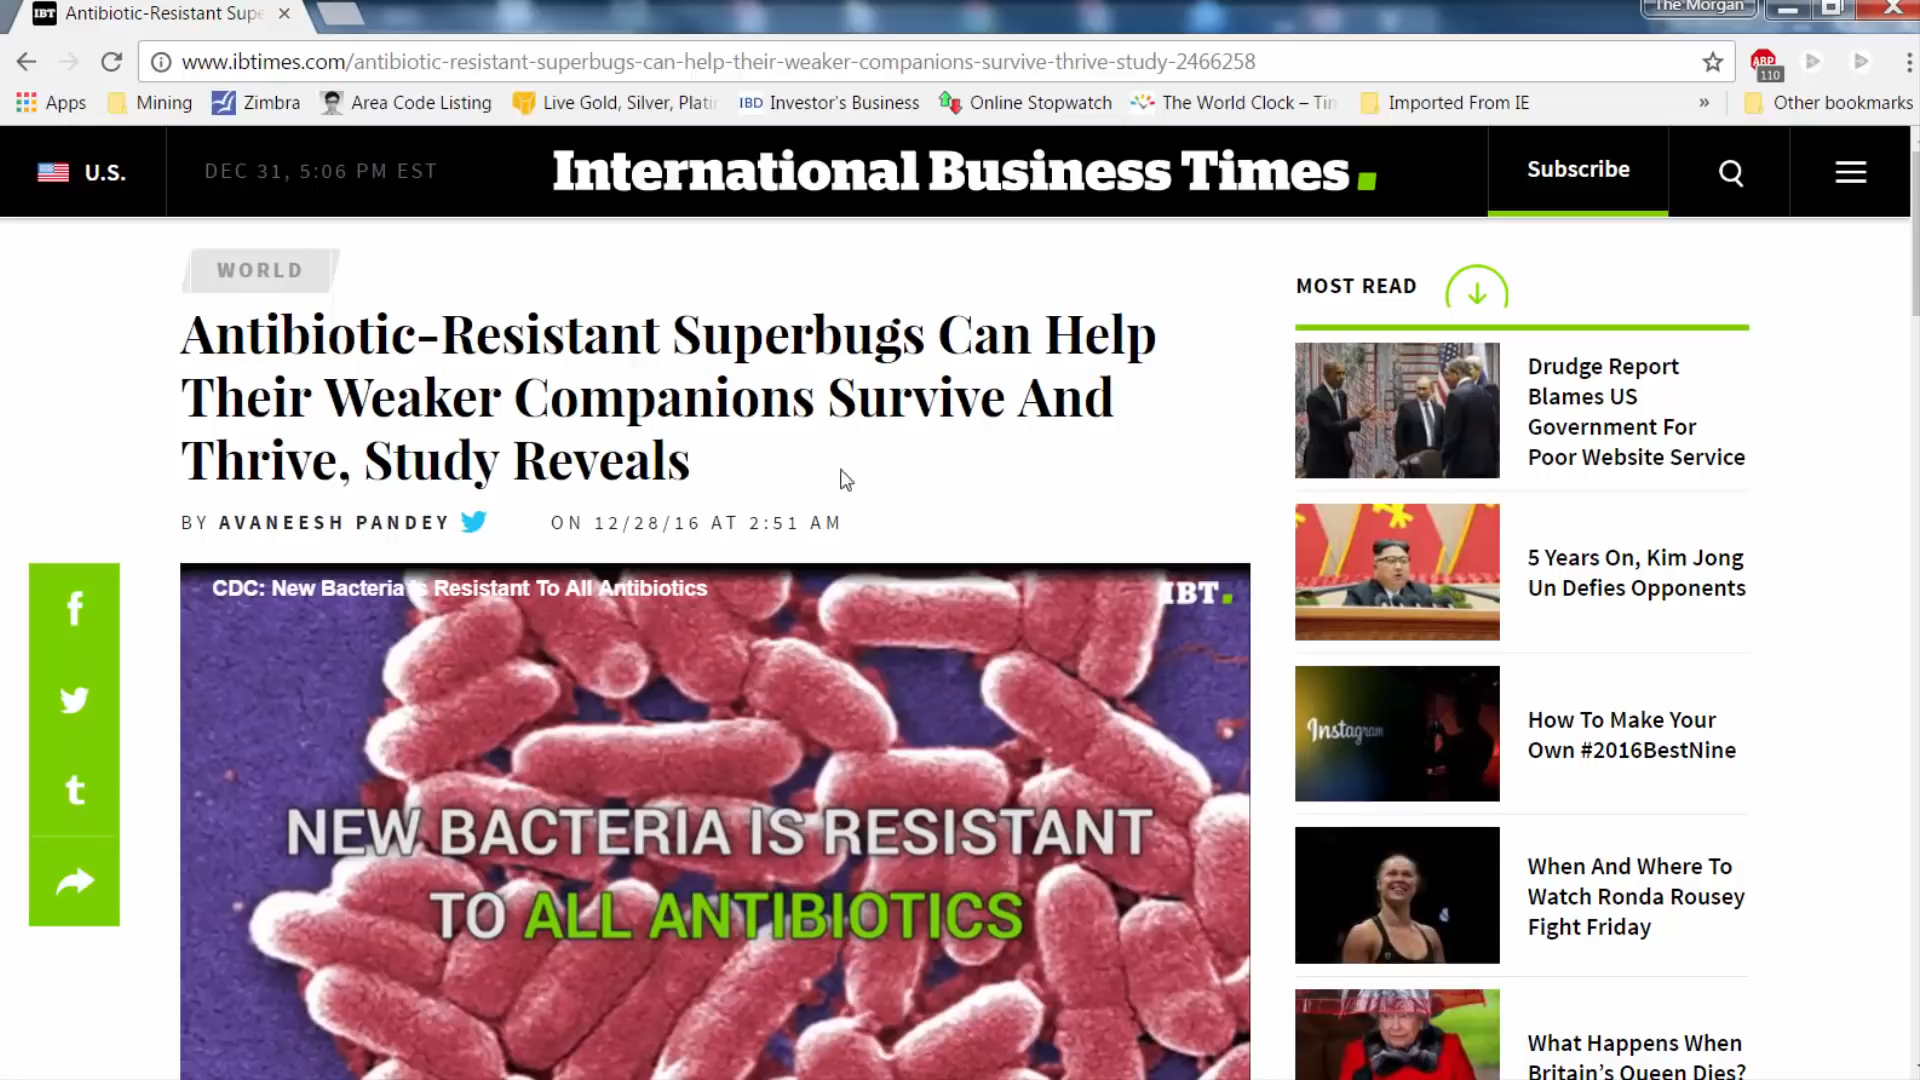 IBT Antibiotic-Resistant Supe
The Morgan
www.ibtimes.com/antibiotic-resistant-superbugs-can-help-their-weaker-companions-survive-thrive-study-2466258
ABP
110
Apps
Mining
Zimbra
Area Code Listing
Live Gold, Silver, Plati
IBD Investor's Business
Online Stopwatch
The World Clock – Tim
Imported From IE
»
Other bookmarks
U.S.
DEC 31, 5:06 PM EST
International Business Times
Subscribe
WORLD
Antibiotic-Resistant Superbugs Can Help
Their Weaker Companions Survive And
Thrive, Study Reveals
BY AVANEESH PANDEY
ON 12/28/16 AT 2:51 AM
CDC: New Bacteria is Resistant To All Antibiotics
IBT.
NEW BACTERIA IS RESISTANT
TO ALL ANTIBIOTICS
MOST READ
Drudge Report
Blames US
Government For
Poor Website Service
5 Years On, Kim Jong
Un Defies Opponents
Instagram
How To Make Your
Own #2016BestNine
When And Where To
Watch Ronda Rousey
Fight Friday
What Happens When
Britain's Queen Dies?